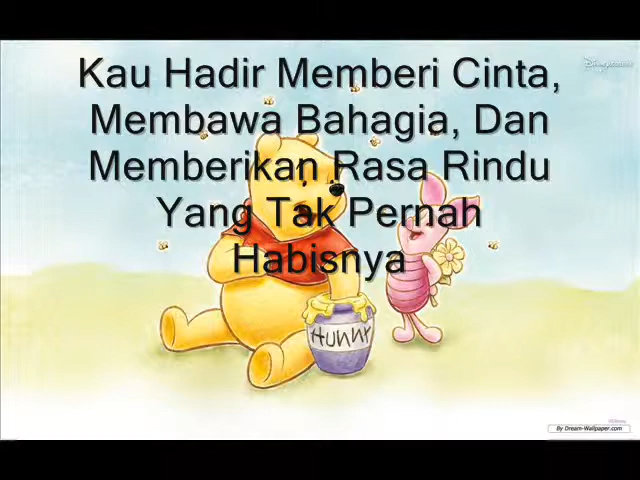 Kau Hadir Memberi Cinta,
Membawa Bahagia, Dan
Memberikan Rasa Rindu
Yang Tak Pernah
Habisnya
HUNNY
By Dream-Wallpaper.com